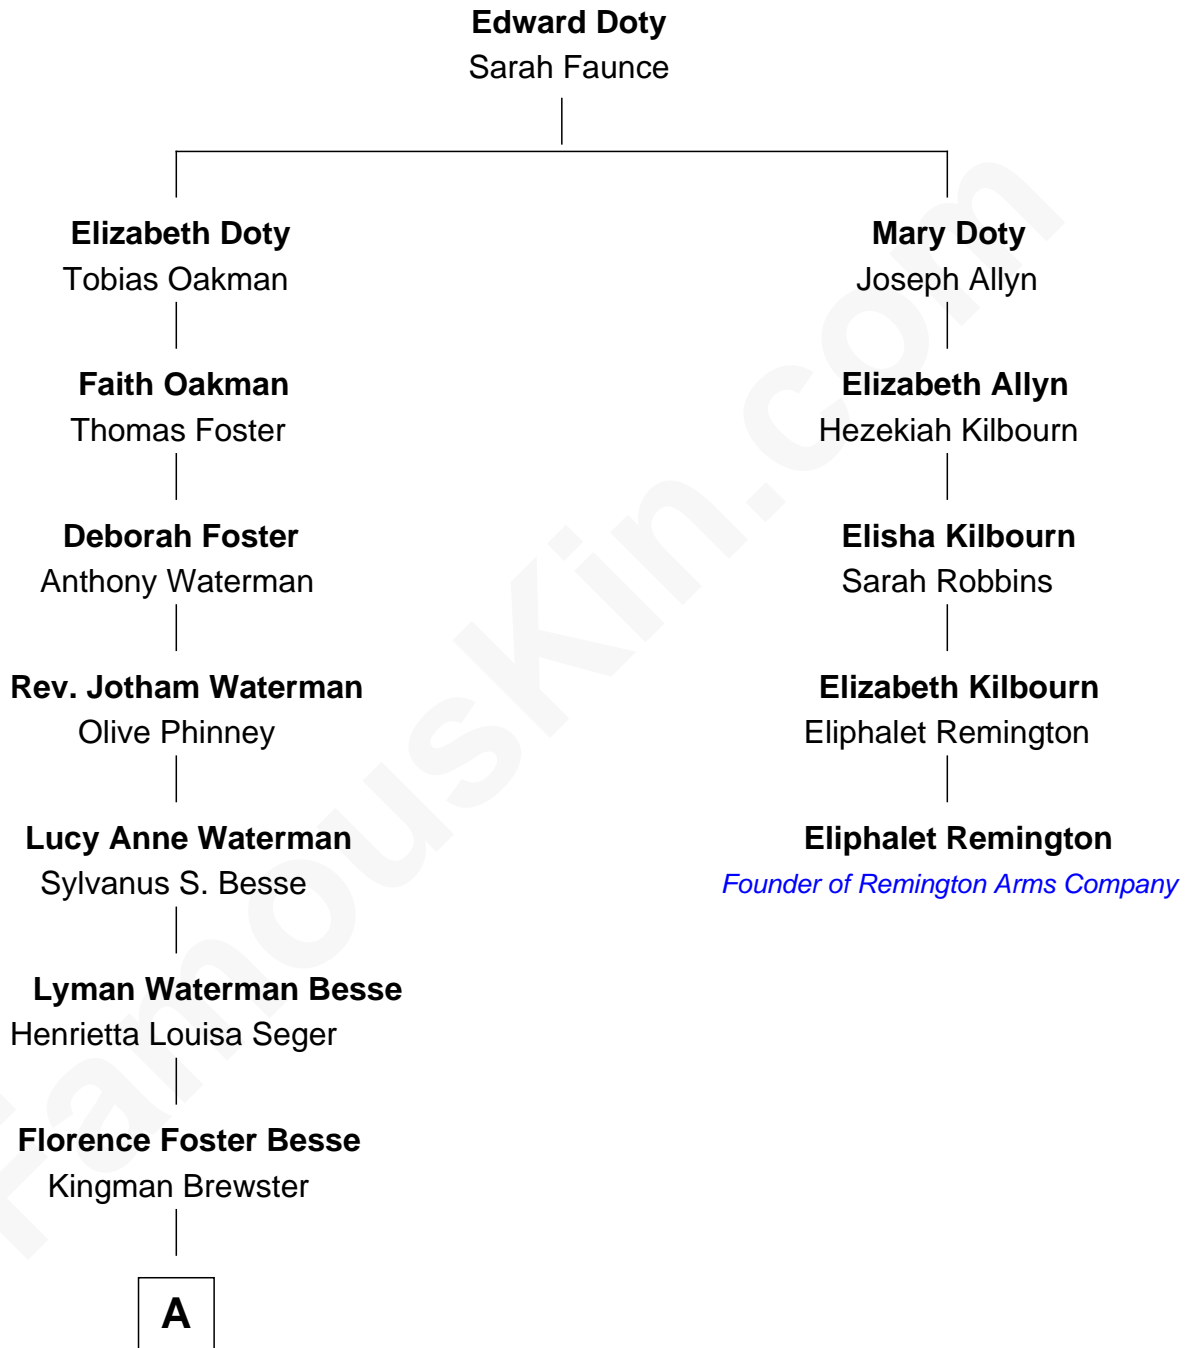 Edward Doty
Sarah Faunce
Elizabeth Doty
Tobias Oakman
Mary Doty
Joseph Allyn
Faith Oakman
Thomas Foster
Elizabeth Allyn
Hezekiah Kilbourn
Deborah Foster
Anthony Waterman
Elisha Kilbourn
Sarah Robbins
Rev. Jotham Waterman
Olive Phinney
Elizabeth Kilbourn
Eliphalet Remington
Lucy Anne Waterman
Sylvanus S. Besse
Eliphalet Remington
Founder of Remington Arms Company
Lyman Waterman Besse
Henrietta Louisa Seger
Florence Foster Besse
Kingman Brewster
A
FamousKin.com